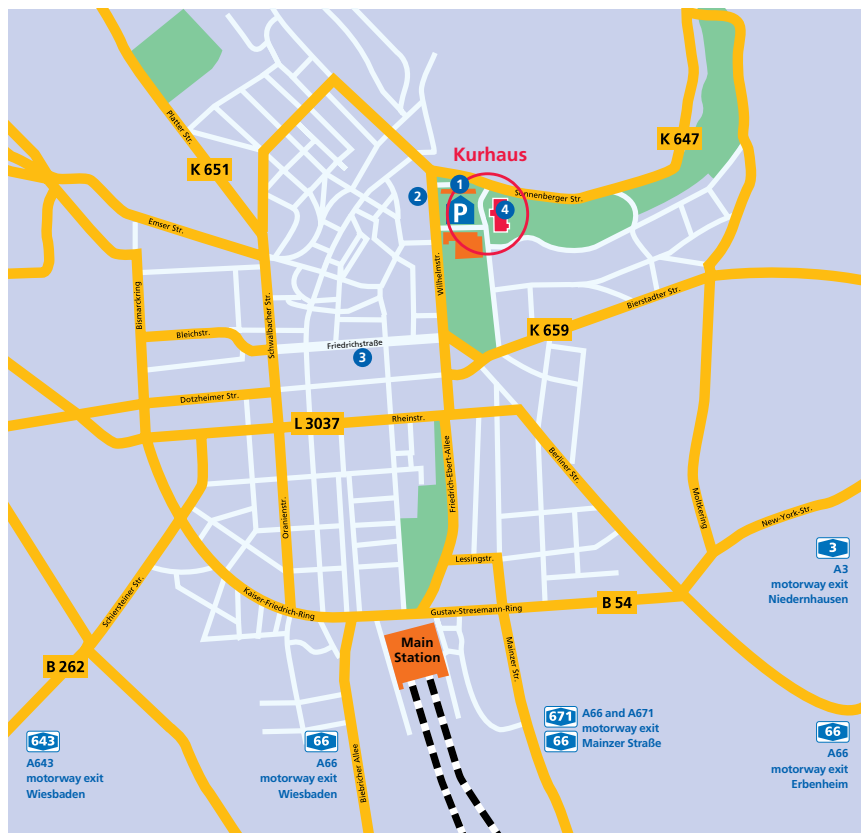 Platter Str.
K 651
K 647
Kurhaus
1
2
Sonnenberger Str.
P
4
Emser Str.
Wilhelmstr.
Bismarckring
Schwalbacher Str.
Bierstadter Str.
K 659
Bleichstr.
Friedrichstraße
3
Dotzheimer Str.
L 3037
Rheinstr.
Friedrich-Ebert-Allee
Berliner Str.
Moltkering
New-York-Str.
Oranienstr.
Lessingstr.
3
A3
motorway exit
Niedernhausen
Schiersteiner Str.
Kaiser-Friedrich-Ring
Gustav-Stresemann-Ring
B 54
Main
Station
Mainzer Str.
B 262
643
A643
motorway exit
Wiesbaden
66
A66
motorway exit
Wiesbaden
Biebricher Allee
671
66
A66 and A671
motorway exit
Mainzer Straße
66
A66
motorway exit
Erbenheim